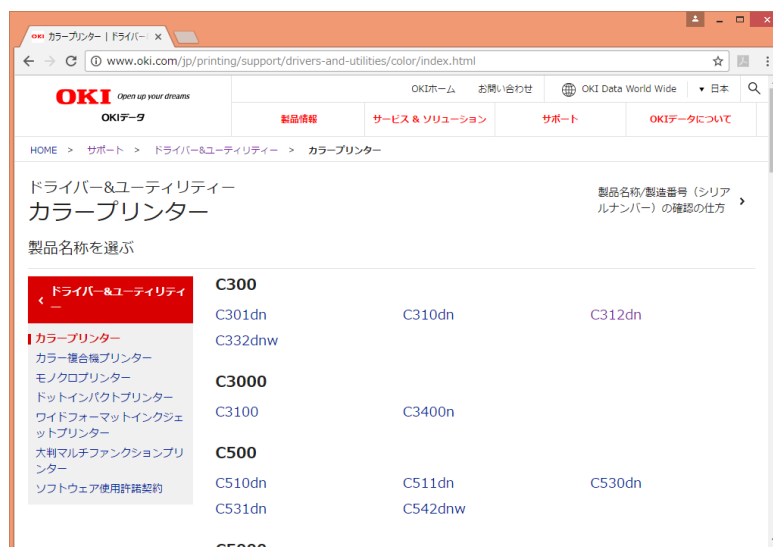 OKI カラープリンター | ドライバー
www.oki.com/jp/printing/support/drivers-and-utilities/color/index.html
OKI Open up your dreams
OKIデータ
OKIホーム お問い合わせ OKI Data World Wide ▼ 日本
製品情報 サービス & ソリューション サポート OKIデータについて
HOME > サポート > ドライバー&ユーティリティー > カラープリンター
ドライバー&ユーティリティー
カラープリンター
製品名称/製造番号（シリア
ルナンバー）の確認の仕方
製品名称を選ぶ
ドライバー&ユーティリティ
ー
カラープリンター
カラー複合機プリンター
モノクロプリンター
ドットインパクトプリンター
ワイドフォーマットインクジェ
ットプリンター
大判マルチファンクションプリ
ンター
ソフトウェア使用許諾契約
C300
C301dn C310dn C312dn
C332dnw
C3000
C3100 C3400n
C500
C510dn C511dn C530dn
C531dn C542dnw